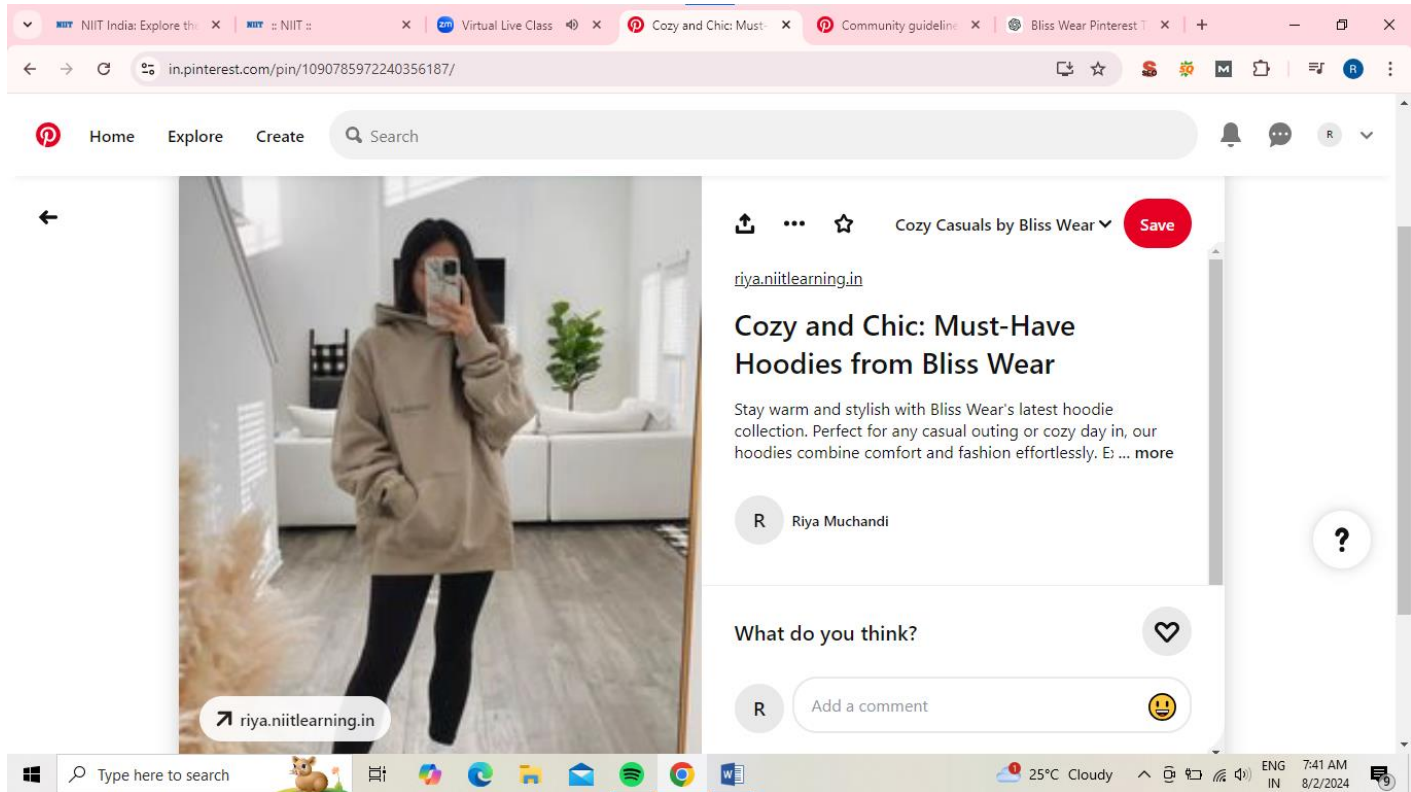 NIIT India: Explore th
:: NIIT ::
Virtual Live Class
Cozy and Chic: Must-
Community guideline
Bliss Wear Pinterest T
in.pinterest.com/pin/1090785972240356187/
Home Explore Create Search R
Cozy Casuals by Bliss Wear Save
riya.niitlearning.in
Cozy and Chic: Must-Have
Hoodies from Bliss Wear
Stay warm and stylish with Bliss Wear's latest hoodie
collection. Perfect for any casual outing or cozy day in, our
hoodies combine comfort and fashion effortlessly. E ... more
R Riya Muchandi
?
What do you think?
R Add a comment
riya.niitlearning.in
Type here to search
25°C Cloudy
ENG
IN
7:41 AM
8/2/2024